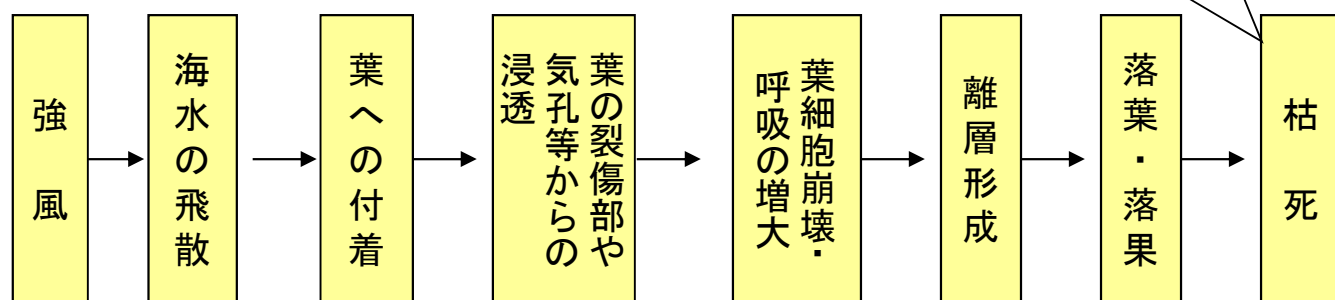 強風
海水の飛散
葉への付着
葉の裂傷部や
気孔等からの
浸透
葉細胞崩壊・
呼吸の増大
離層形成
落葉・落果
枯死